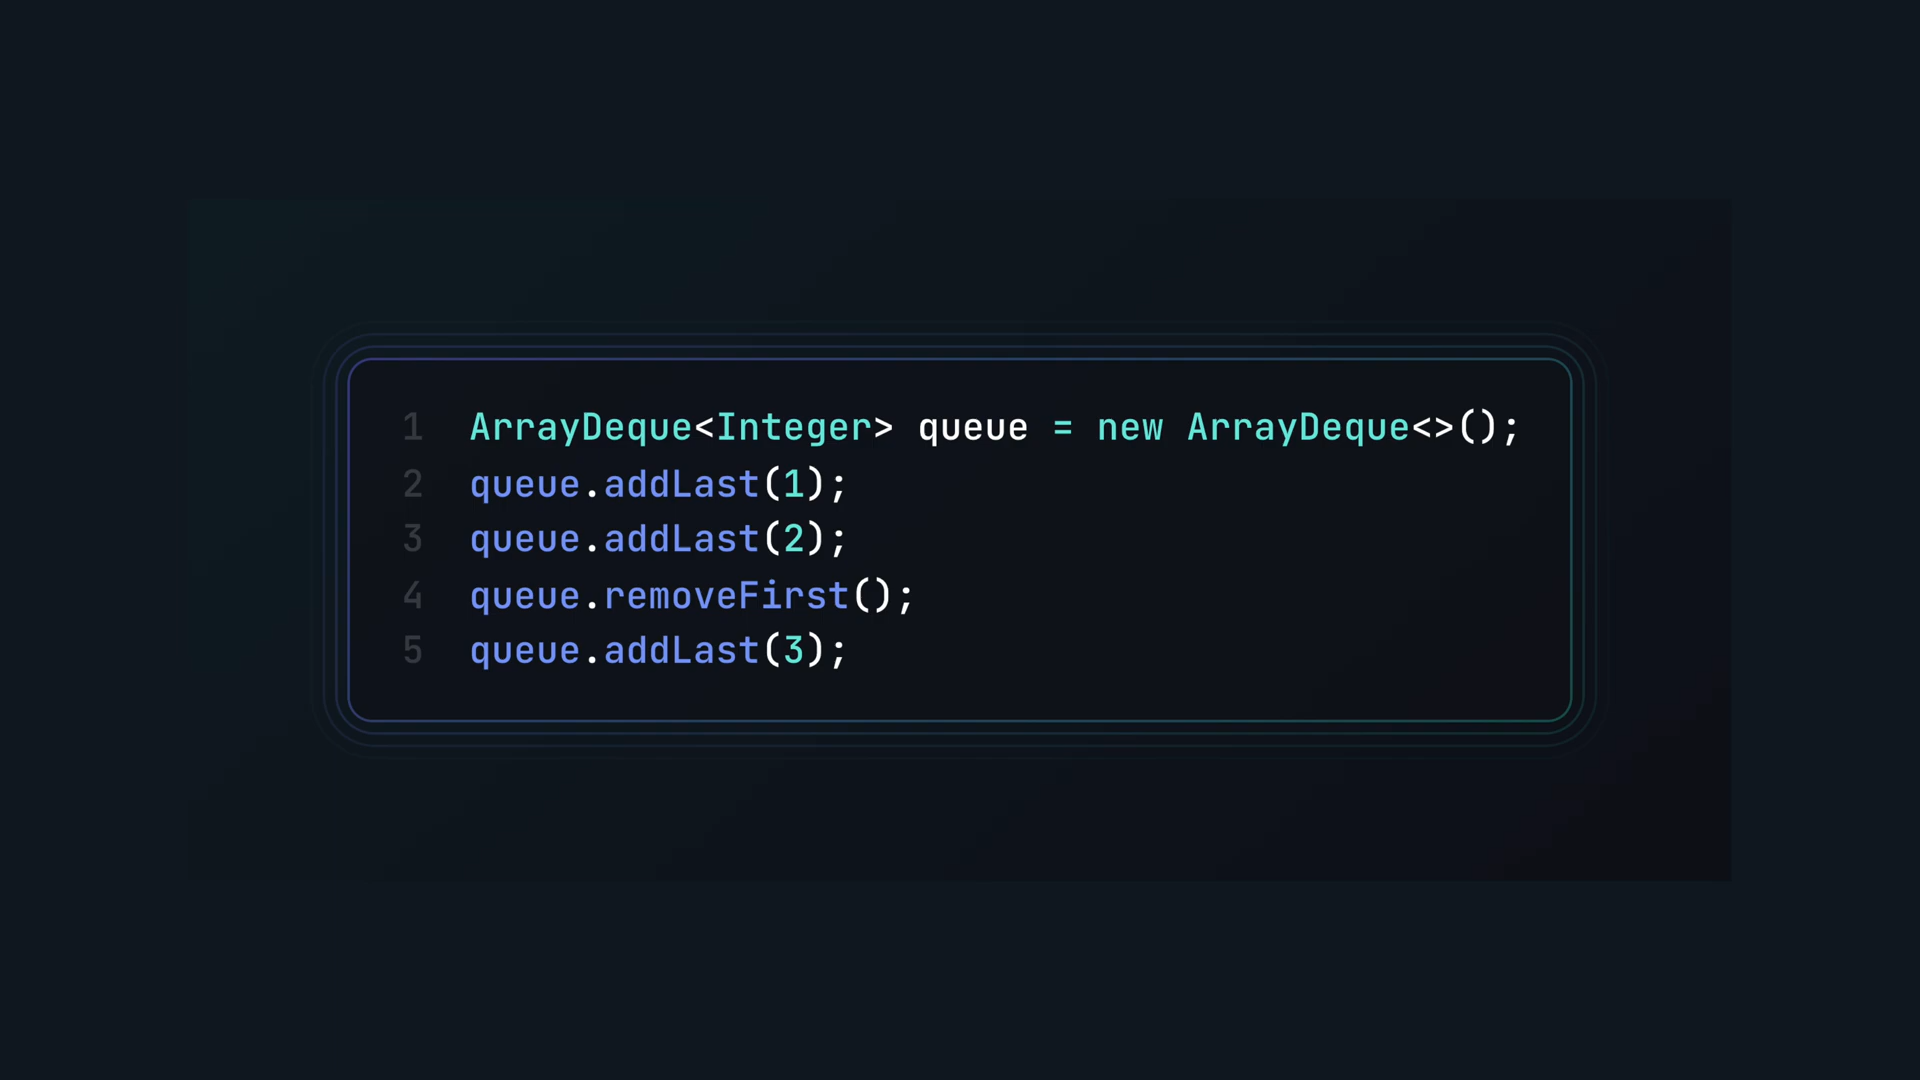 1 ArrayDeque<Integer> queue = new ArrayDeque<>();
2 queue.addLast(1);
3 queue.addLast(2);
4 queue.removeFirst();
5 queue.addLast(3);